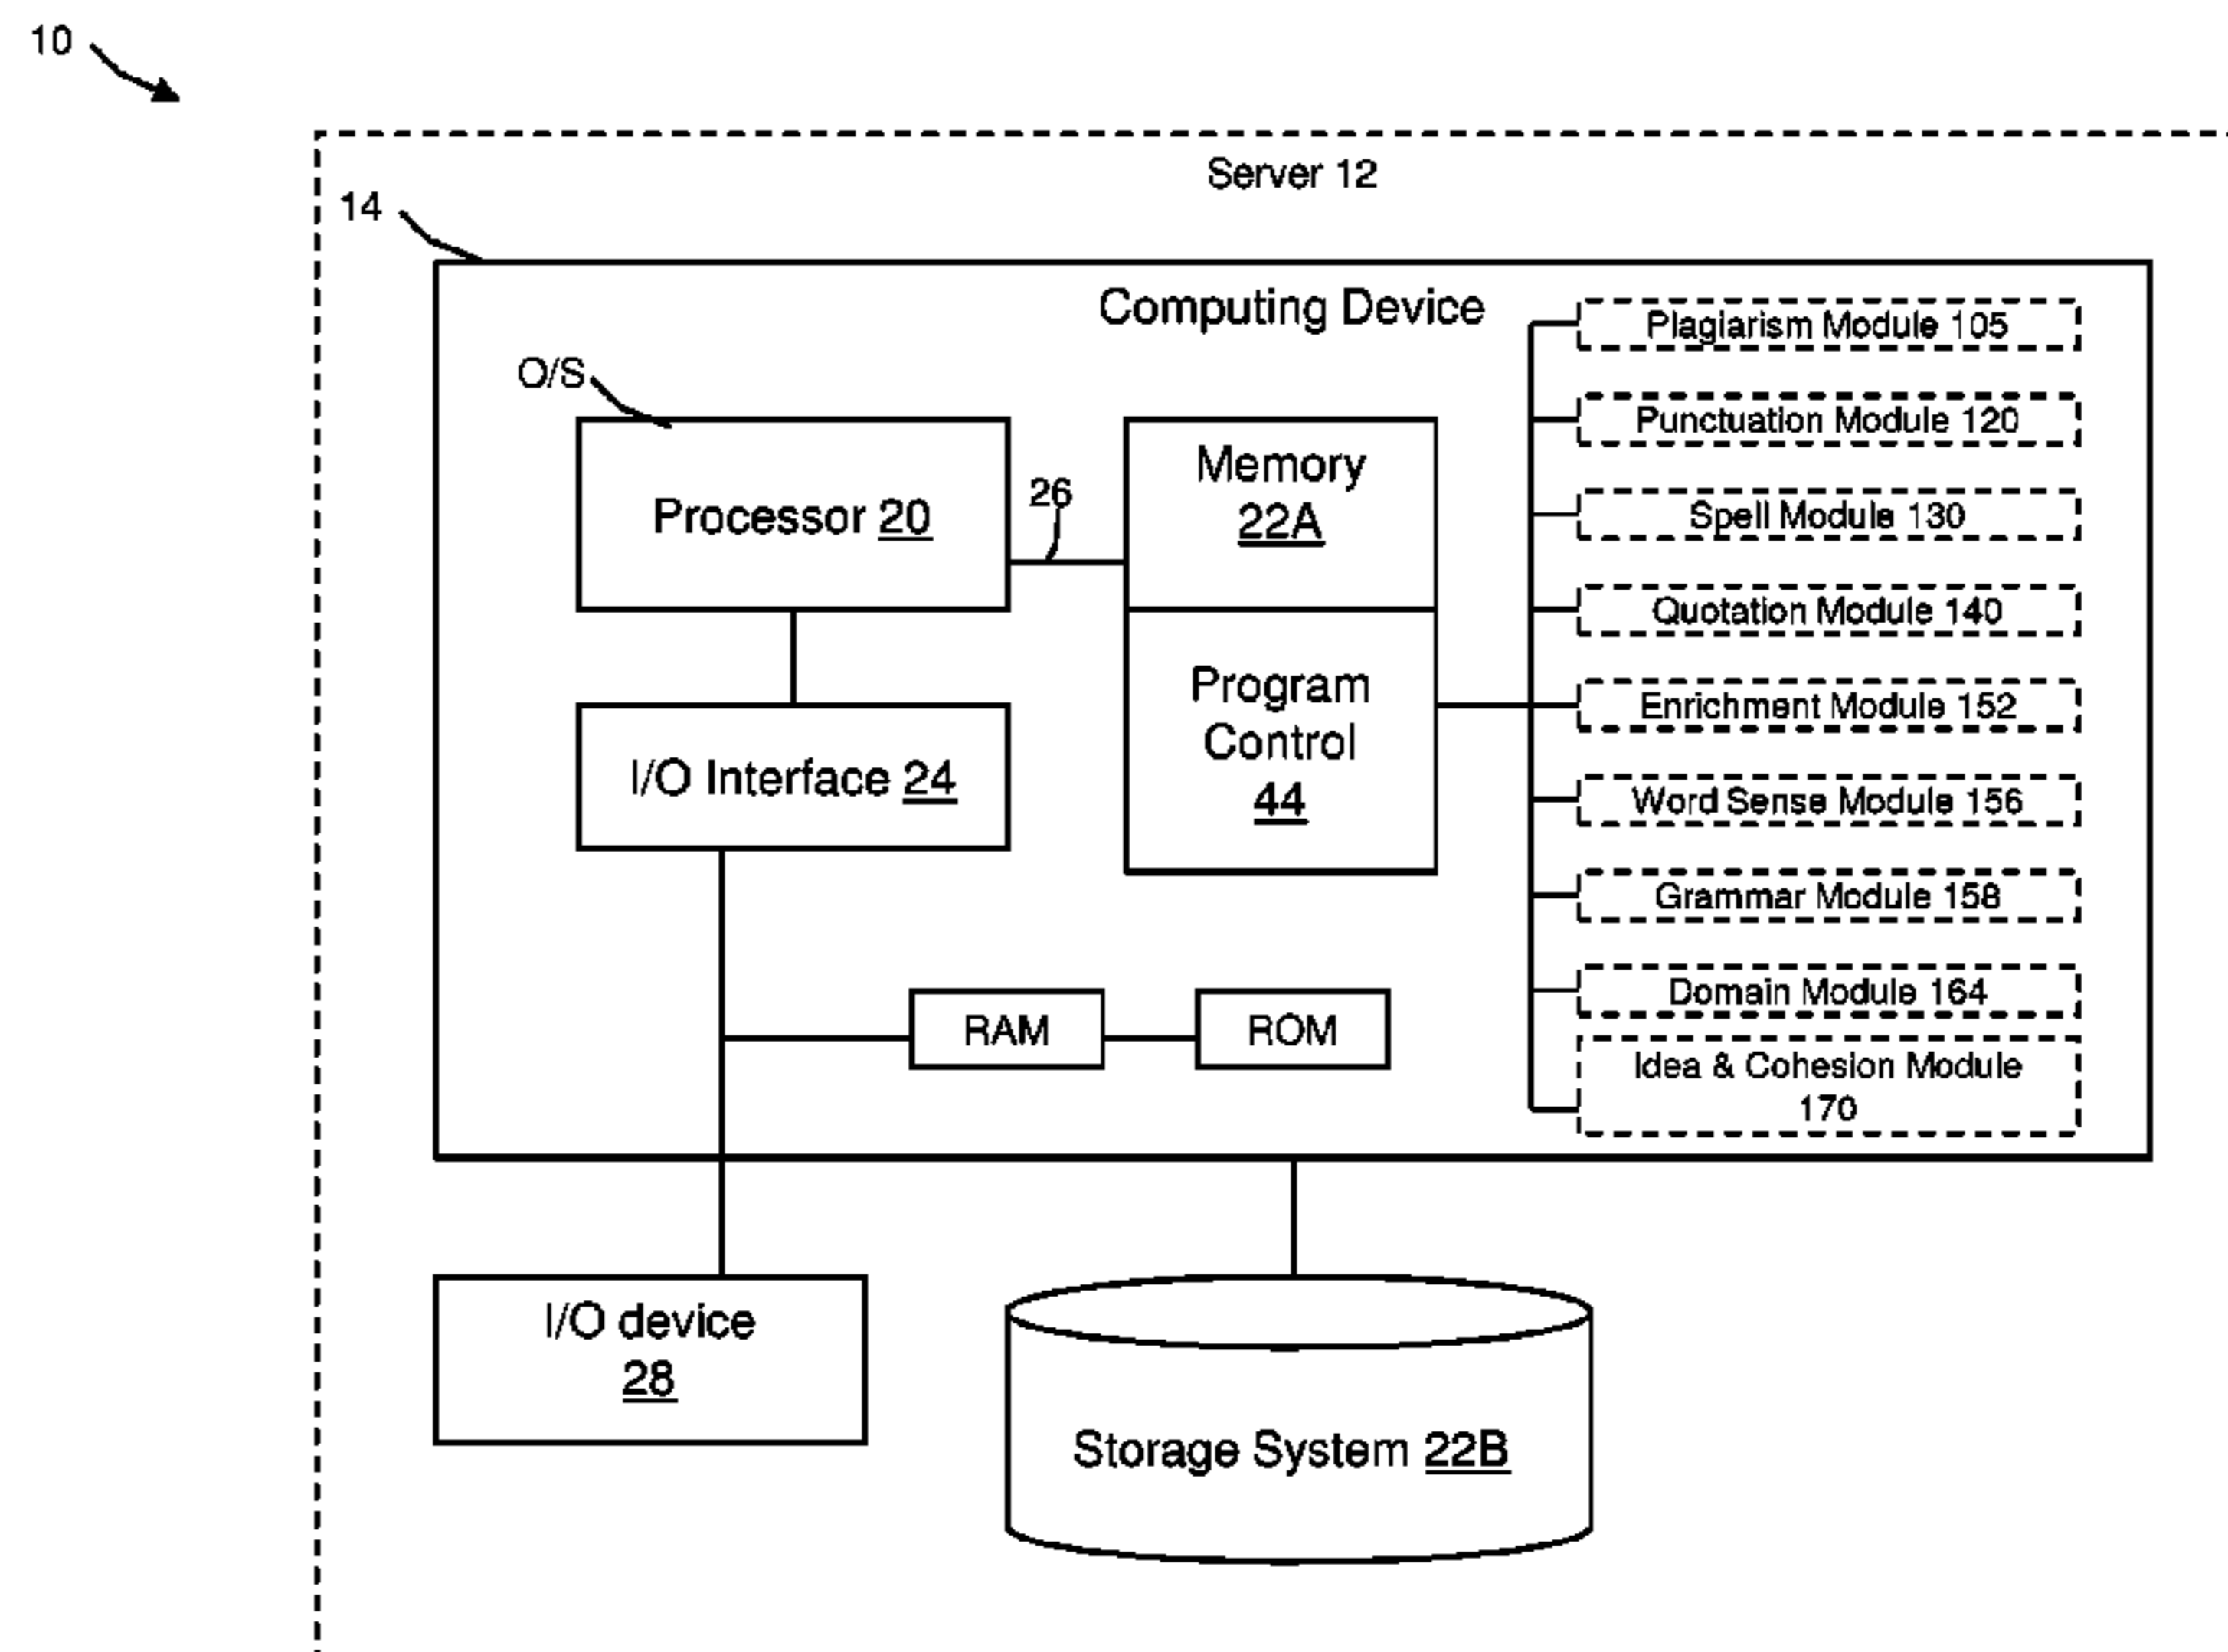 10
Server 12
14
Computing Device
O/S
Processor 20
26
Memory
22A
Program
Control
44
I/O Interface 24
RAM
ROM
Plagiarism Module 105
Punctuation Module 120
Spell Module 130
Quotation Module 140
Enrichment Module 152
Word Sense Module 156
Grammar Module 158
Domain Module 164
Idea & Cohesion Module
170
I/O device
28
Storage System 22B